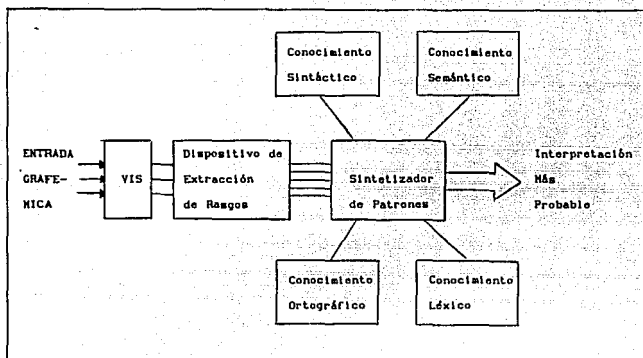 Conocimiento
Sintáctico
Conocimiento
Semántico
ENTRADA
GRAFE-
MICA
VIS
Dispositivo de
Extracción
de Rasgos
Sintetizador
de Patrones
Interpretación
Más
Probable
Conocimiento
Ortográfico
Conocimiento
Léxico